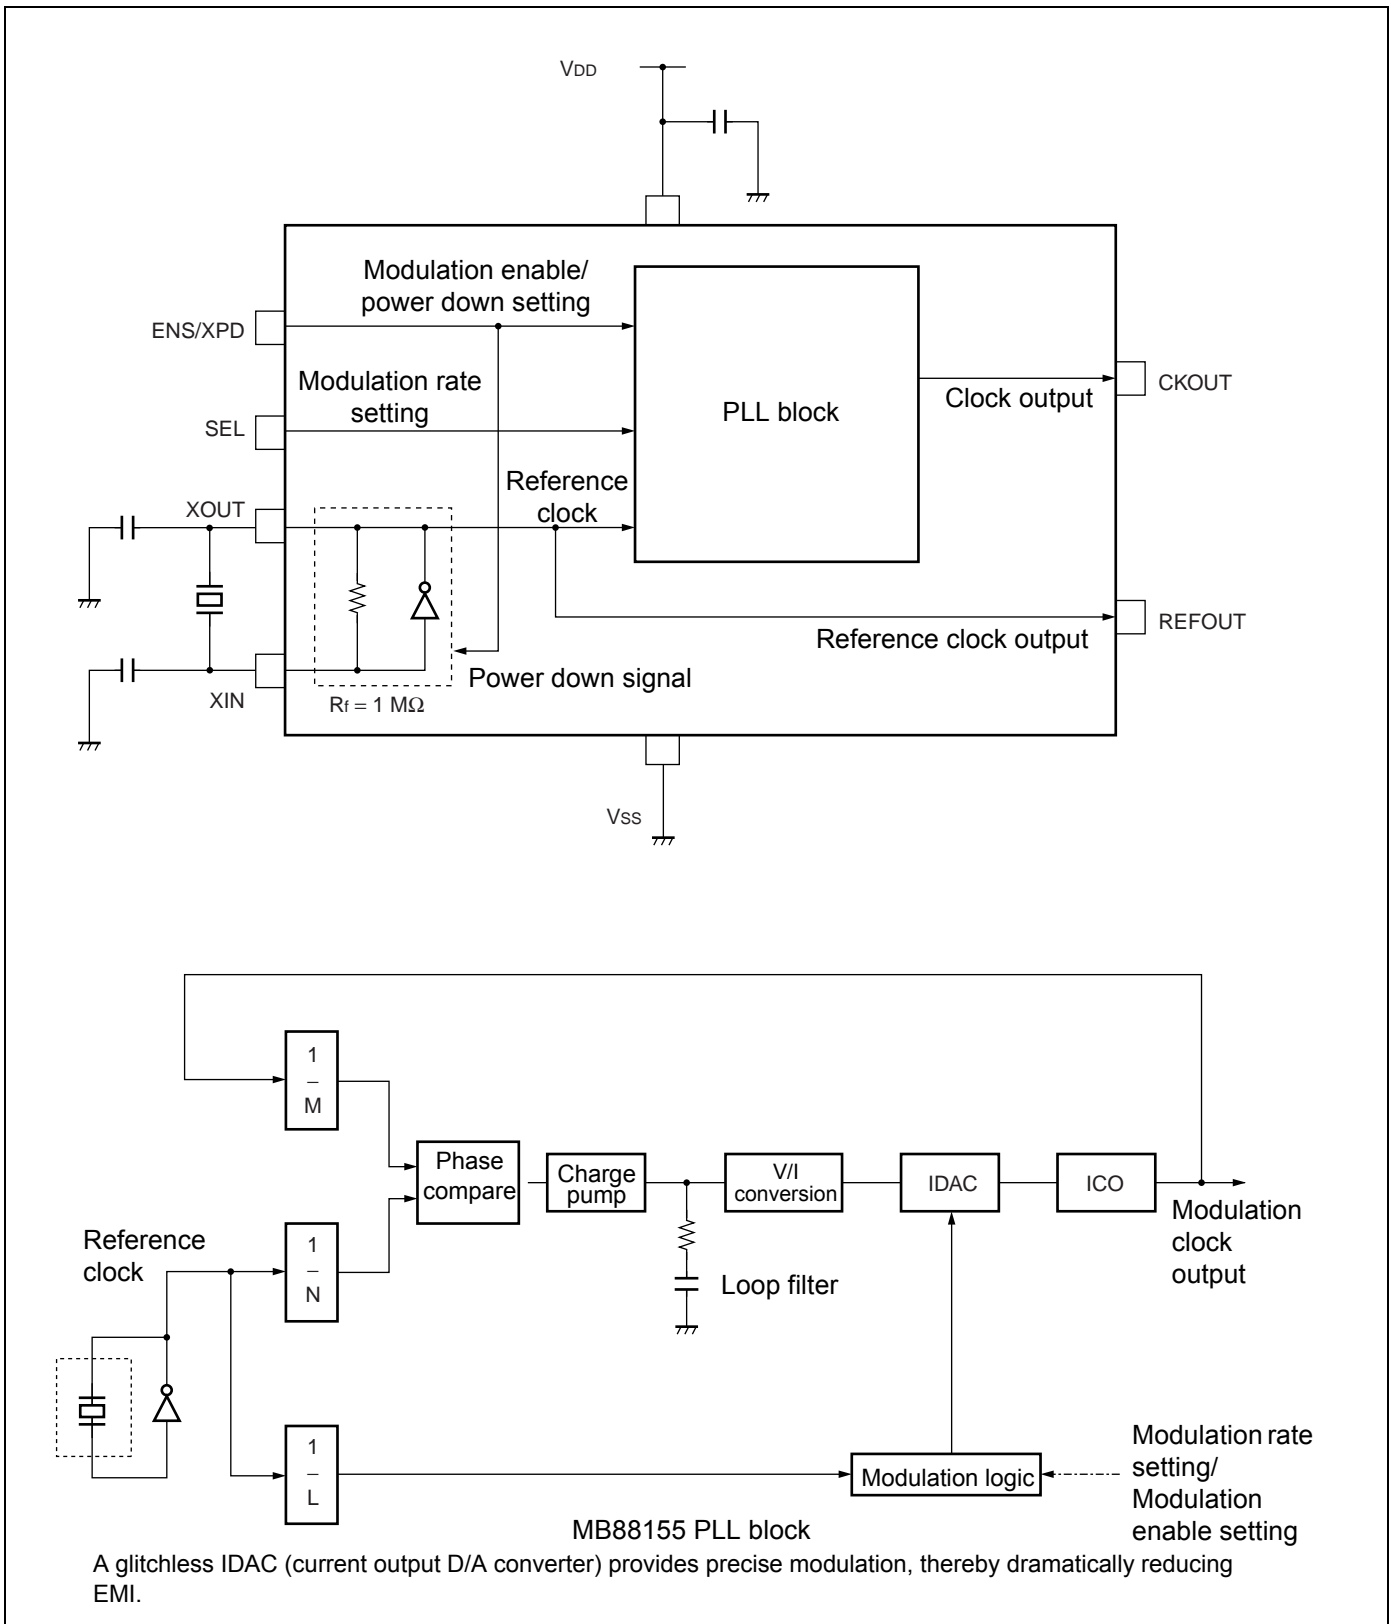 VDD
Modulation enable/
power down setting
ENS/XPD
Modulation rate
setting
SEL
PLL block
Clock output
CKOUT
XOUT
Reference
clock
XIN
Rf = 1 MΩ
Power down signal
Reference clock output
REFOUT
VSS
1
–
M
Phase
compare
Charge
pump
V/I
conversion
IDAC
ICO
Modulation
clock
output
Reference
clock
1
–
N
Loop filter
1
–
L
Modulation logic
Modulation rate
setting/
Modulation
enable setting
MB88155 PLL block
A glitchless IDAC (current output D/A converter) provides precise modulation, thereby dramatically reducing
EMI.